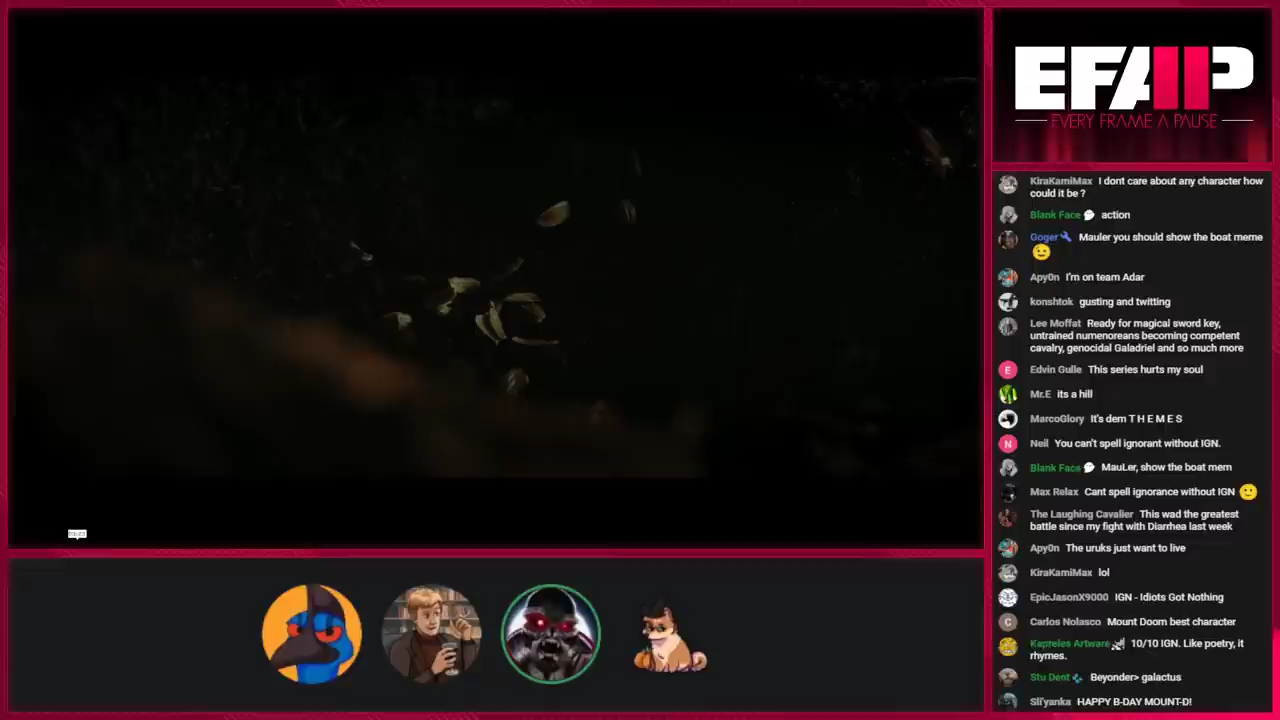 EFAP
EVERY FRAME A PAUSE
KiraKamiMax I dont care about any character how
could it be ?
Blank Face action
Goger Mauler you should show the boat meme
Apy0n I'm on team Adar
konshtok gusting and twitting
Lee Moffat Ready for magical sword key,
untrained numenoreans becoming competent
cavalry, genocidal Galadriel and so much more
E Edvin Gulle This series hurts my soul
Mr.E its a hill
MarcoGlory It's dem T H E M E S
N Neil You can't spell ignorant without IGN.
Blank Face MauLer, show the boat mem
Max Relax Cant spell ignorance without IGN
The Laughing Cavalier This wad the greatest
battle since my fight with Diarrhea last week
Apy0n The uruks just want to live
KiraKamiMax lol
EpicJasonX9000 IGN - Idiots Got Nothing
C Carlos Nolasco Mount Doom best character
Kapteles Artware 10/10 IGN. Like poetry, it
rhymes.
Stu Dent Beyonder> galactus
Sli'yanka HAPPY B-DAY MOUNT-D!